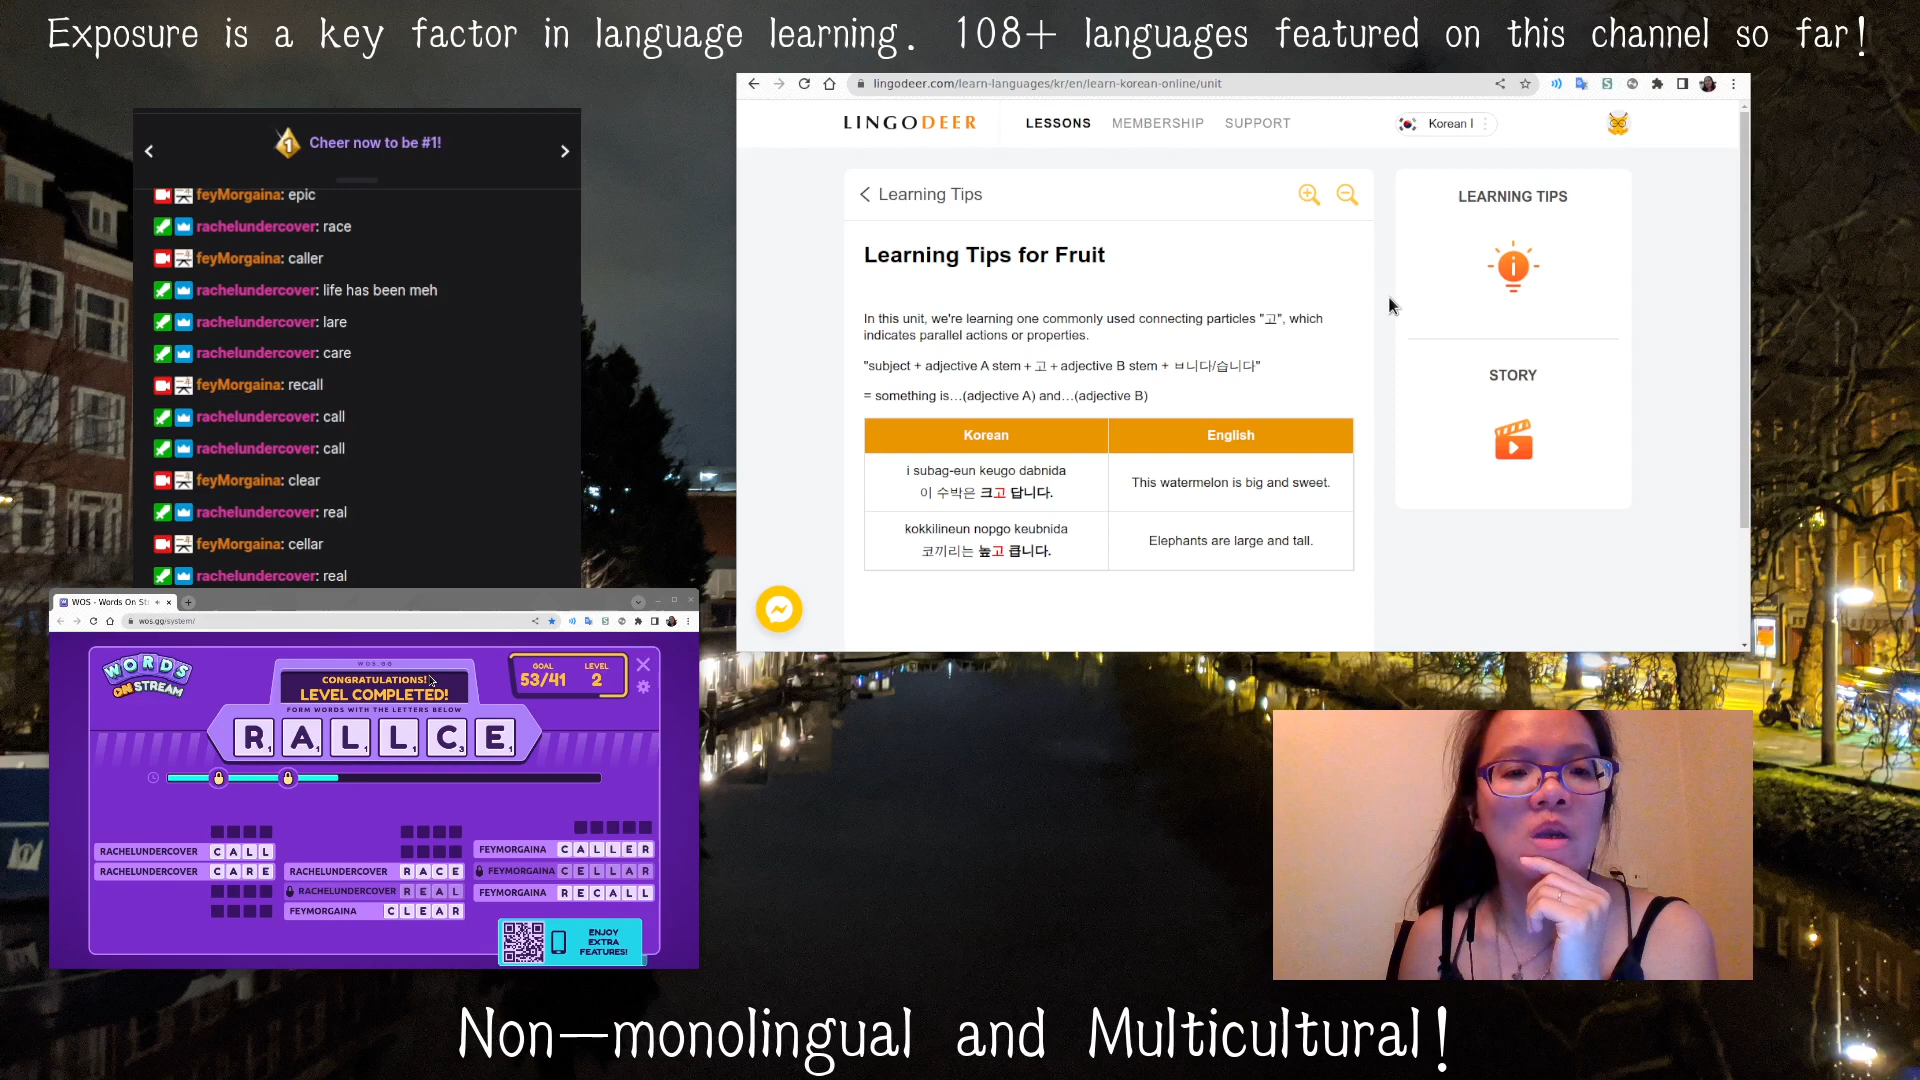 Exposure is a key factor in language learning. 108+ languages featured on this channel so far!
Cheer now to be #1!
feyMorgaina: epic
rachelundercover: race
feyMorgaina: caller
rachelundercover: life has been meh
rachelundercover: lare
rachelundercover: care
feyMorgaina: recall
rachelundercover: call
rachelundercover: call
feyMorgaina: clear
rachelundercover: real
feyMorgaina: cellar
rachelundercover: real
lingodeer.com/learn-languages/kr/en/learn-korean-online/unit
LINGODEER
LESSONS MEMBERSHIP SUPPORT
Korean I
Learning Tips
Learning Tips for Fruit
In this unit, we're learning one commonly used connecting particles "고", which
indicates parallel actions or properties.
"subject + adjective A stem + 고 + adjective B stem + ㅂ니다/습니다"
= something is…(adjective A) and…(adjective B)
Korean English
i subag-eun keugo dabnida
이 수박은 크고 답니다.
This watermelon is big and sweet.
kokkilineun nopgo keubnida
코끼리는 높고 큽니다.
Elephants are large and tall.
LEARNING TIPS
STORY
WOS - Words On St
wos.gg/system/
WORDS
ON STREAM
WOS.GG
CONGRATULATIONS!
LEVEL COMPLETED!
FORM WORDS WITH THE LETTERS BELOW
GOAL LEVEL
53/41 2
R1 A1 L1 L1 C3 E1
RACHELUNDERCOVER CALL
RACHELUNDERCOVER CARE
RACHELUNDERCOVER RACE
RACHELUNDERCOVER REAL
FEYMORGAINA CLEAR
FEYMORGAINA CALLER
FEYMORGAINA CELLAR
FEYMORGAINA RECALL
ENJOY
EXTRA
FEATURES!
Non-monolingual and Multicultural!